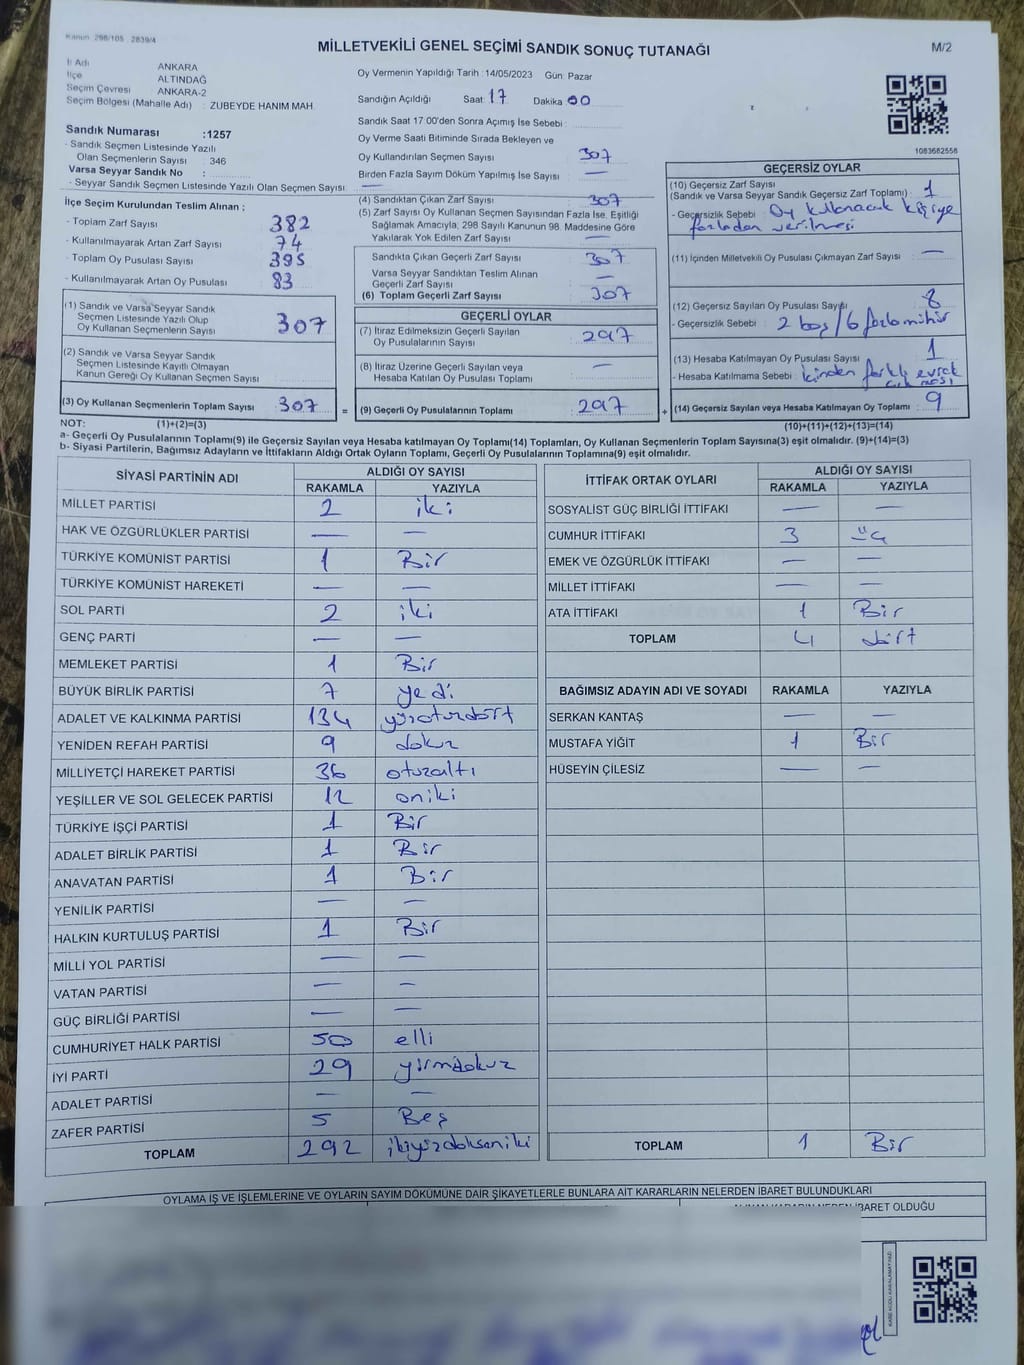 Kanun 298/105 2839/4
MİLLETVEKİLİ GENEL SEÇİMİ SANDIK SONUÇ TUTANAĞI
M/2
İl Adı ANKARA
İlçe ALTINDAĞ
Seçim Çevresi ANKARA-2
Seçim Bölgesi (Mahalle Adı) : ZUBEYDE HANIM MAH.
Sandık Numarası :1257
- Sandık Seçmen Listesinde Yazılı
Olan Seçmenlerin Sayısı : 346
Varsa Seyyar Sandık No :
- Seyyar Sandık Seçmen Listesinde Yazılı Olan Seçmen Sayısı —
Oy Vermenin Yapıldığı Tarih : 14/05/2023 Gün: Pazar
Sandığın Açıldığı Saat: 17 Dakika 00
Sandık Saat 17:00'den Sonra Açımış İse Sebebi :
Oy Verme Saati Bitiminde Sırada Bekleyen ve
Oy Kullandırılan Seçmen Sayısı 307
Birden Fazla Sayım Döküm Yapılmış İse Sayısı : —
1083682558
İlçe Seçim Kurulundan Teslim Alınan ;
- Toplam Zarf Sayısı 382
- Kullanılmayarak Artan Zarf Sayısı : 74
- Toplam Oy Pusulası Sayısı : 395
- Kullanılmayarak Artan Oy Pusulası : 83
(1) Sandık ve Varsa Seyyar Sandık
Seçmen Listesinde Yazılı Olup
Oy Kullanan Seçmenlerin Sayısı 307
(2) Sandık ve Varsa Seyyar Sandık
Seçmen Listesinde Kayıtlı Olmayan
Kanun Gereği Oy Kullanan Seçmen Sayısı
(3) Oy Kullanan Seçmenlerin Toplam Sayısı 307 =
(4) Sandıktan Çıkan Zarf Sayısı 307
(5) Zarf Sayısı Oy Kullanan Seçmen Sayısından Fazla İse, Eşitliği
Sağlamak Amacıyla; 298 Sayılı Kanunun 98. Maddesine Göre
Yakılarak Yok Edilen Zarf Sayısı : —
Sandıkta Çıkan Geçerli Zarf : 307
Varsa Seyyar Sandıktan Teslim Alınan
Geçerli Zarf Sayısı —
(6) Toplam Geçerli Zarf Sayısı : 307
GEÇERLİ OYLAR
(7) İtiraz Edilmeksizin Geçerli Sayılan
Oy Pusulalarının Sayısı : 297
(8) İtiraz Üzerine Geçerli Sayılan veya
Hesaba Katılan Oy Pusulası Toplamı : —
(9) Geçerli Oy Pusulalarının Toplamı : 297 +
GEÇERSİZ OYLAR
(10) Geçersiz Zarf Sayısı
(Sandık ve Varsa Seyyar Sandık Geçersiz Zarf Toplamı) : 1
- Geçersizlik Sebebi : Oy kullanacak kişiye
fazladan verilmesi
(11) İçinden Milletvekili Oy Pusulası Çıkmayan Zarf Sayısı : —
(12) Geçersiz Sayılan Oy Pusulası Sayısı : 8
- Geçersizlik Sebebi : 2 boş / 6 fazla mühür
(13) Hesaba Katılmayan Oy Pusulası Sayısı : 1
- Hesaba Katılmama Sebebi : İçinden farklı evrak
çıkması
(14) Geçersiz Sayılan veya Hesaba Katılmayan Oy Toplamı : 9
NOT: (1)+(2)=(3)
(10)+(11)+(12)+(13)=(14)
a- Geçerli Oy Pusulalarının Toplamı(9) ile Geçersiz Sayılan veya Hesaba katılmayan Oy Toplamı(14) Toplamları, Oy Kullanan Seçmenlerin Toplam Sayısına(3) eşit olmalıdır. (9)+(14)=(3)
b- Siyasi Partilerin, Bağımsız Adayların ve İttifakların Aldığı Ortak Oyların Toplamı, Geçerli Oy Pusulalarının Toplamına(9) eşit olmalıdır.
SİYASİ PARTİNİN ADI ALDIĞI OY SAYISI
RAKAMLA YAZIYLA
MİLLET PARTİSİ 2 iki
HAK VE ÖZGÜRLÜKLER PARTİSİ — —
TÜRKİYE KOMÜNİST PARTİSİ 1 Bir
TÜRKİYE KOMÜNİST HAREKETİ — —
SOL PARTİ 2 iki
GENÇ PARTİ — —
MEMLEKET PARTİSİ 1 Bir
BÜYÜK BİRLİK PARTİSİ 7 yedi
ADALET VE KALKINMA PARTİSİ 134 yüzotuzdört
YENİDEN REFAH PARTİSİ 9 dokuz
MİLLİYETÇİ HAREKET PARTİSİ 36 otuzaltı
YEŞİLLER VE SOL GELECEK PARTİSİ 12 oniki
TÜRKİYE İŞÇİ PARTİSİ 1 Bir
ADALET BİRLİK PARTİSİ 1 Bir
ANAVATAN PARTİSİ 1 Bir
YENİLİK PARTİSİ — —
HALKIN KURTULUŞ PARTİSİ 1 Bir
MİLLİ YOL PARTİSİ — —
VATAN PARTİSİ — —
GÜÇ BİRLİĞİ PARTİSİ — —
CUMHURİYET HALK PARTİSİ 50 elli
İYİ PARTİ 29 yirmidokuz
ADALET PARTİSİ — —
ZAFER PARTİSİ 5 Beş
TOPLAM 292 ikiyüzdoksaniki
İTTİFAK ORTAK OYLARI ALDIĞI OY SAYISI
RAKAMLA YAZIYLA
SOSYALİST GÜÇ BİRLİĞİ İTTİFAKI — —
CUMHUR İTTİFAKI 3 üç
EMEK VE ÖZGÜRLÜK İTTİFAKI — —
MİLLET İTTİFAKI — —
ATA İTTİFAKI 1 Bir
TOPLAM 4 dört
BAĞIMSIZ ADAYIN ADI VE SOYADI RAKAMLA YAZIYLA
SERKAN KANTAŞ — —
MUSTAFA YİĞİT 1 Bir
HÜSEYİN ÇİLESİZ — —
TOPLAM 1 Bir
OYLAMA İŞ VE İŞLEMLERİNE VE OYLARIN SAYIM DÖKÜMÜNE DAİR ŞİKAYETLERLE BUNLARA AİT KARARLARIN NELERDEN İBARET BULUNDUKLARI
İBARET OLDUĞU